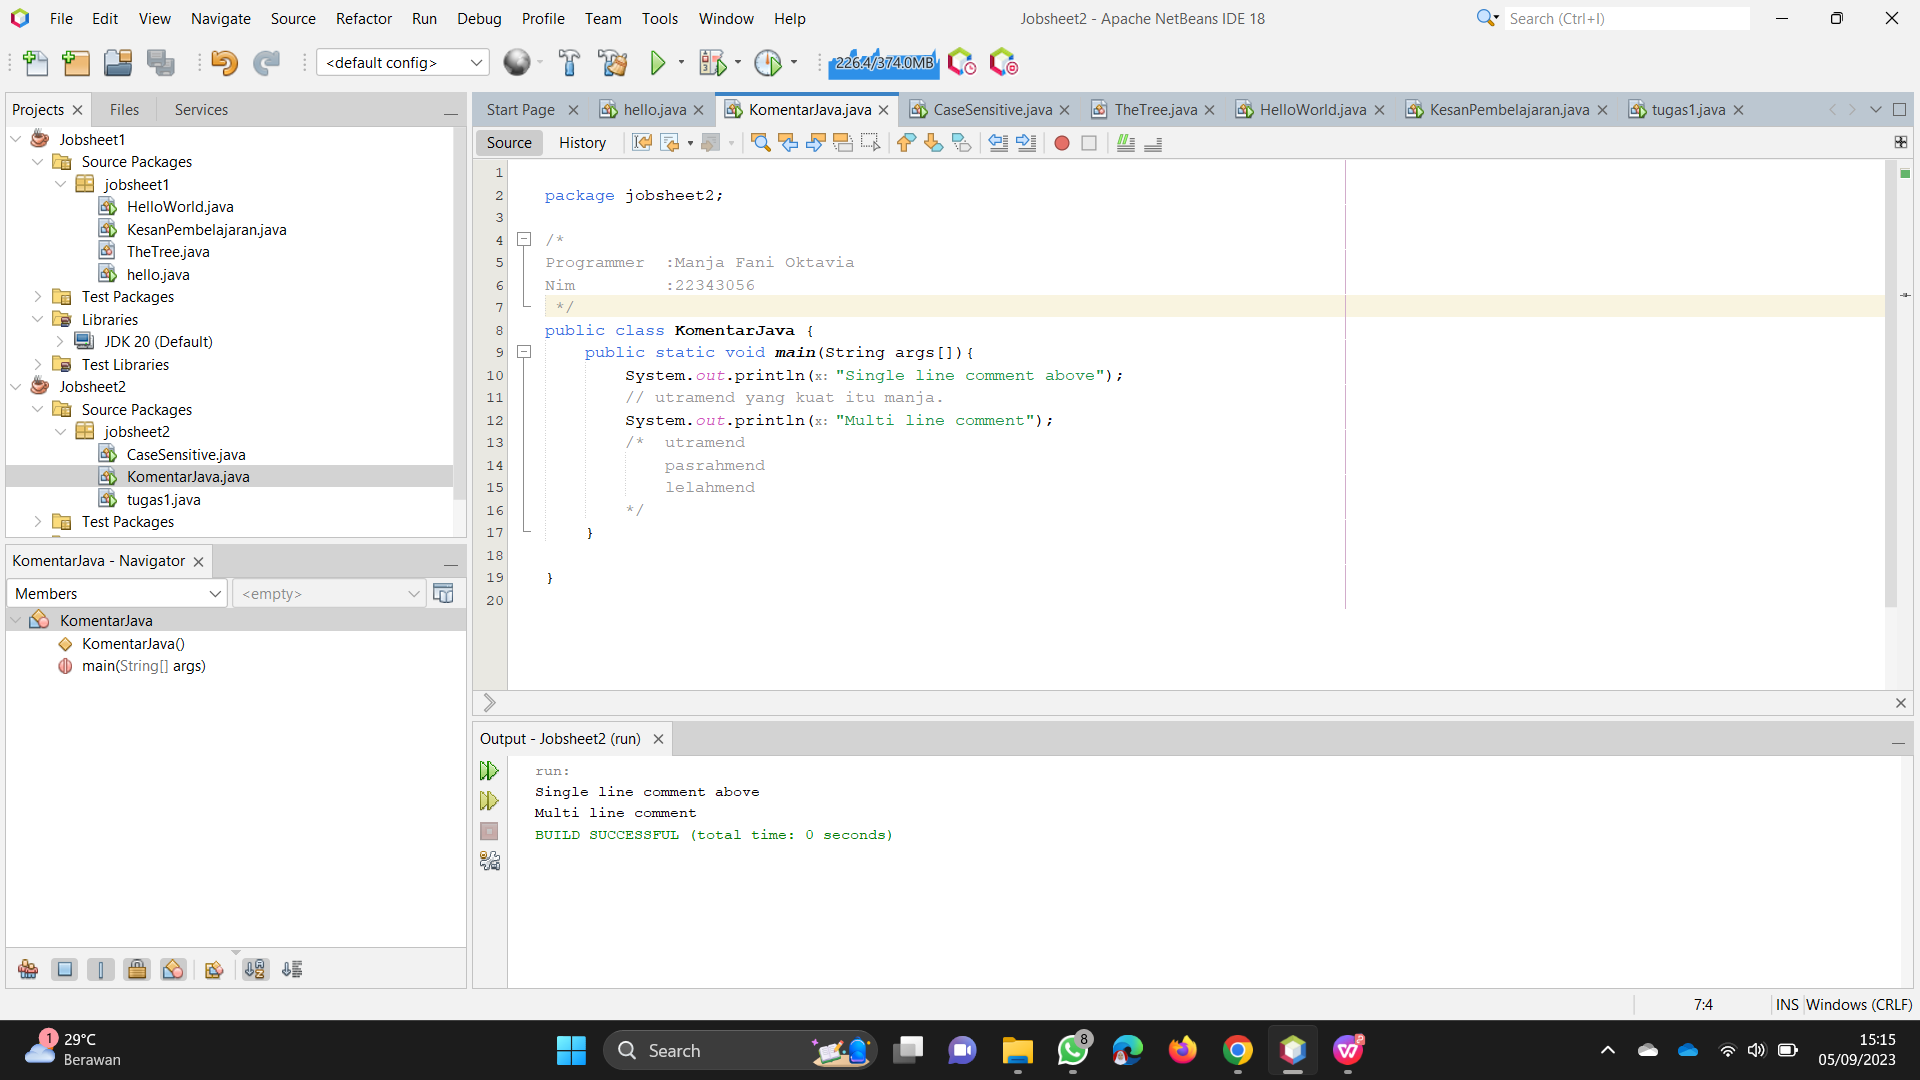 File Edit View Navigate Source Refactor Run Debug Profile Team Tools Window Help
Jobsheet2 - Apache NetBeans IDE 18
Search (Ctrl+I)
<default config>
226.4/374.0MB
Projects Files Services
Jobsheet1
Source Packages
jobsheet1
HelloWorld.java
KesanPembelajaran.java
TheTree.java
hello.java
Test Packages
Libraries
JDK 20 (Default)
Test Libraries
Jobsheet2
Source Packages
jobsheet2
CaseSensitive.java
KomentarJava.java
tugas1.java
Test Packages
KomentarJava - Navigator
Members <empty>
KomentarJava
KomentarJava()
main(String[] args)
Start Page hello.java KomentarJava.java CaseSensitive.java TheTree.java HelloWorld.java KesanPembelajaran.java tugas1.java
Source History
1
2 package jobsheet2;
3
4 /*
5 Programmer :Manja Fani Oktavia
6 Nim :22343056
7 */
8 public class KomentarJava {
9 public static void main(String args[]){
10 System.out.println(x: "Single line comment above");
11 // utramend yang kuat itu manja.
12 System.out.println(x: "Multi line comment");
13 /* utramend
14 pasrahmend
15 lelahmend
16 */
17 }
18
19 }
20
Output - Jobsheet2 (run)
run:
Single line comment above
Multi line comment
BUILD SUCCESSFUL (total time: 0 seconds)
7:4 INS Windows (CRLF)
1
29°C
Berawan
Search
8
15:15
05/09/2023